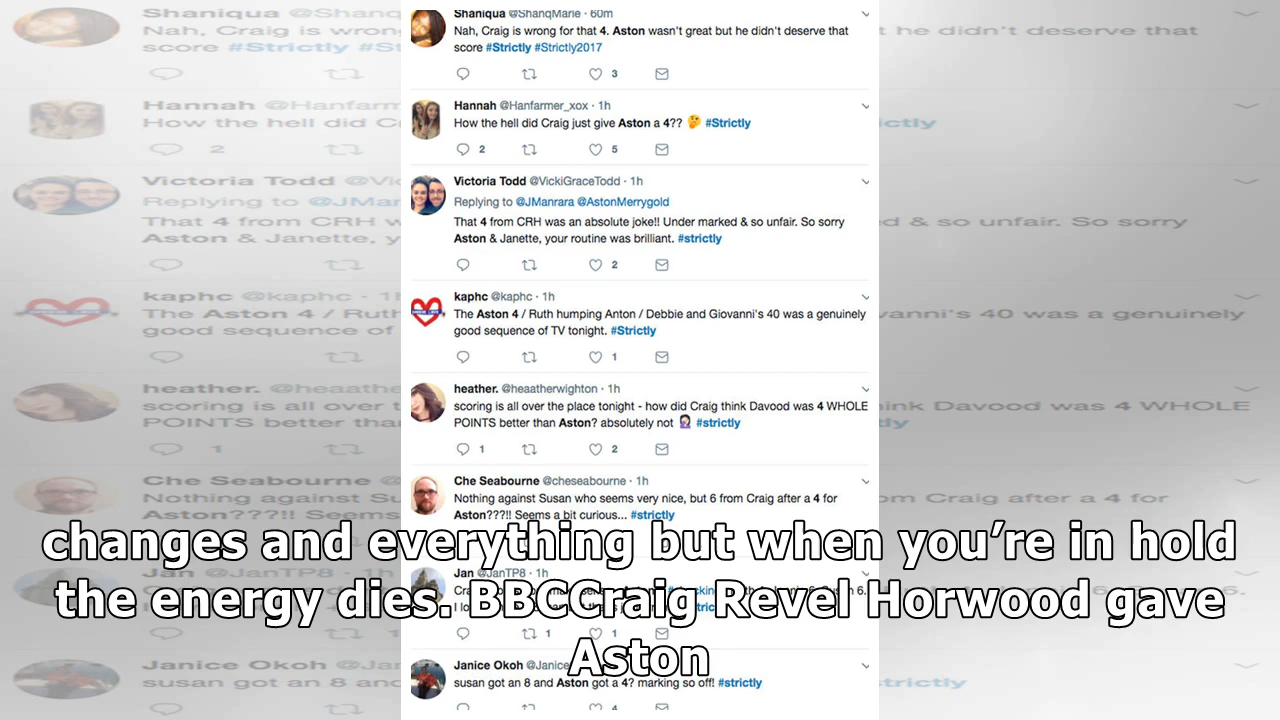 Shaniqua @ShanqMarie · 60m
Nah, Craig is wrong for that 4. Aston wasn't great but he didn't deserve that
score #Strictly #Strictly2017
3
Hannah @Hanfarmer_xox · 1h
How the hell did Craig just give Aston a 4?? 🤔 #Strictly
2 5
Victoria Todd @VickiGraceTodd · 1h
Replying to @JManrara @AstonMerrygold
That 4 from CRH was an absolute joke!! Under marked & so unfair. So sorry
Aston & Janette, your routine was brilliant. #strictly
2
kaphc @kaphc · 1h
The Aston 4 / Ruth humping Anton / Debbie and Giovanni's 40 was a genuinely
good sequence of TV tonight. #Strictly
1
heather. @heaatherwighton · 1h
scoring is all over the place tonight - how did Craig think Davood was 4 WHOLE
POINTS better than Aston? absolutely not 🤦🏻‍♀️ #strictly
1 2
Che Seabourne @cheseabourne · 1h
Nothing against Susan who seems very nice, but 6 from Craig after a 4 for
Aston???!! Seems a bit curious... #strictly
changes and everything but when you're in hold
the energy dies. BBCCraig Revel Horwood gave
Aston
Jan @JanTP8 · 1h
1 1
Janice Okoh @Janice
susan got an 8 and Aston got a 4? marking so off! #strictly
4